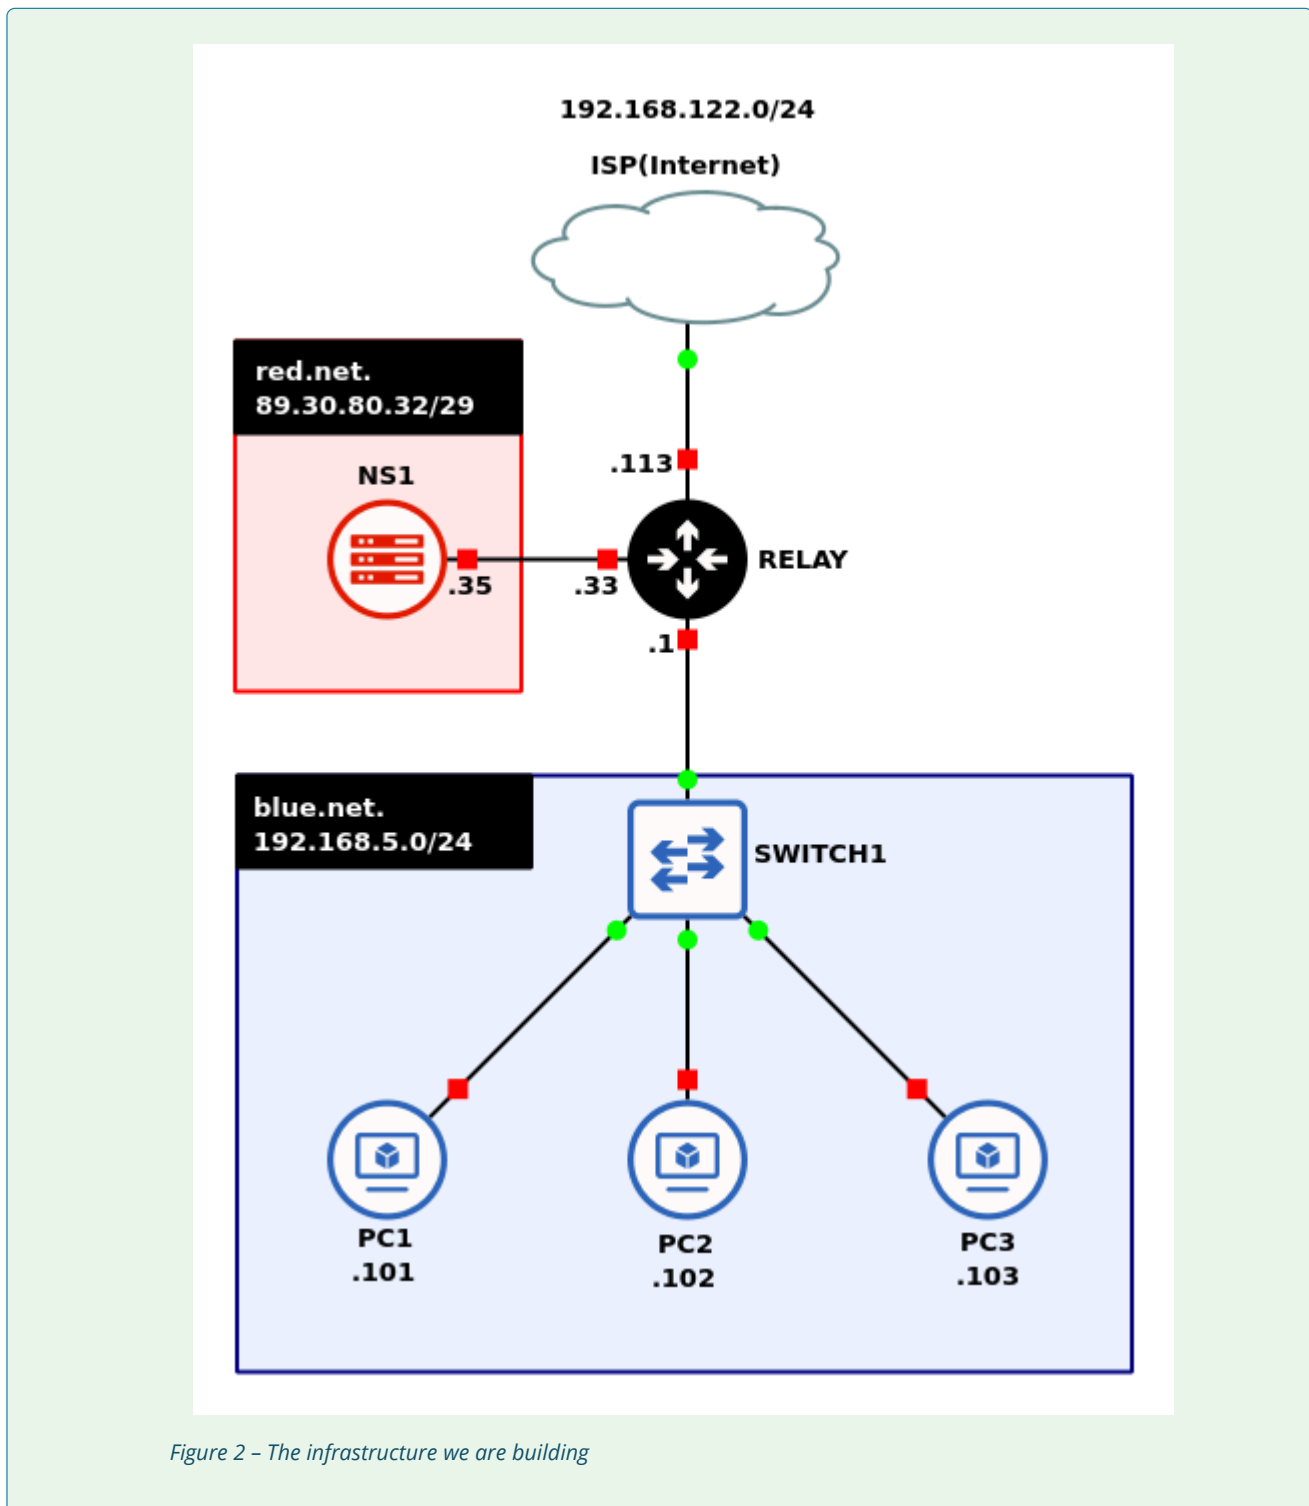 192.168.122.0/24
ISP(Internet)
red.net.
89.30.80.32/29
NS1
.113
RELAY
.35
.33
.1
blue.net.
192.168.5.0/24
SWITCH1
PC1
.101
PC2
.102
PC3
.103
Figure 2 – The infrastructure we are building